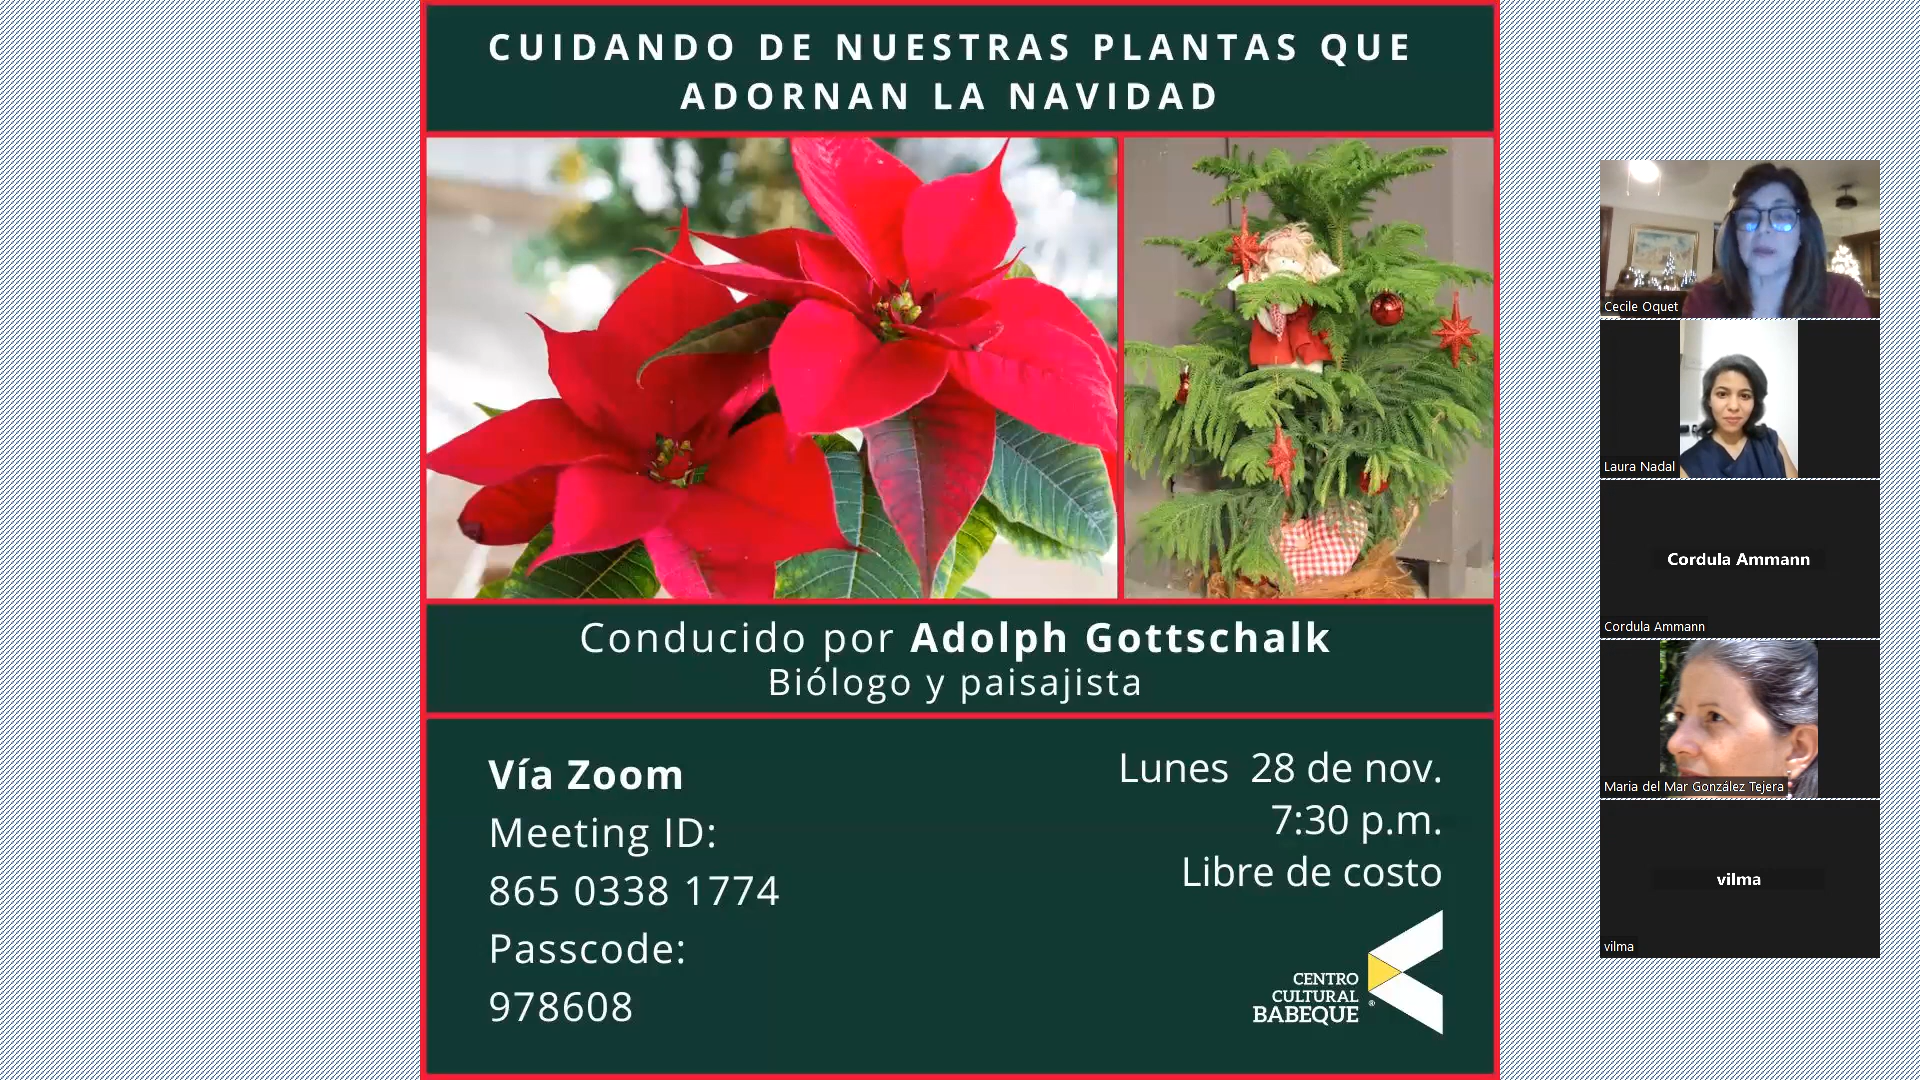 CUIDANDO DE NUESTRAS PLANTAS QUE
ADORNAN LA NAVIDAD
Conducido por Adolph Gottschalk
Biólogo y paisajista
Vía Zoom
Meeting ID:
865 0338 1774
Passcode:
978608
Lunes 28 de nov.
7:30 p.m.
Libre de costo
CENTRO
CULTURAL
BABEQUE ®
Cecile Oquet
Laura Nadal
Cordula Ammann
Cordula Ammann
Maria del Mar González Tejera
vilma
vilma